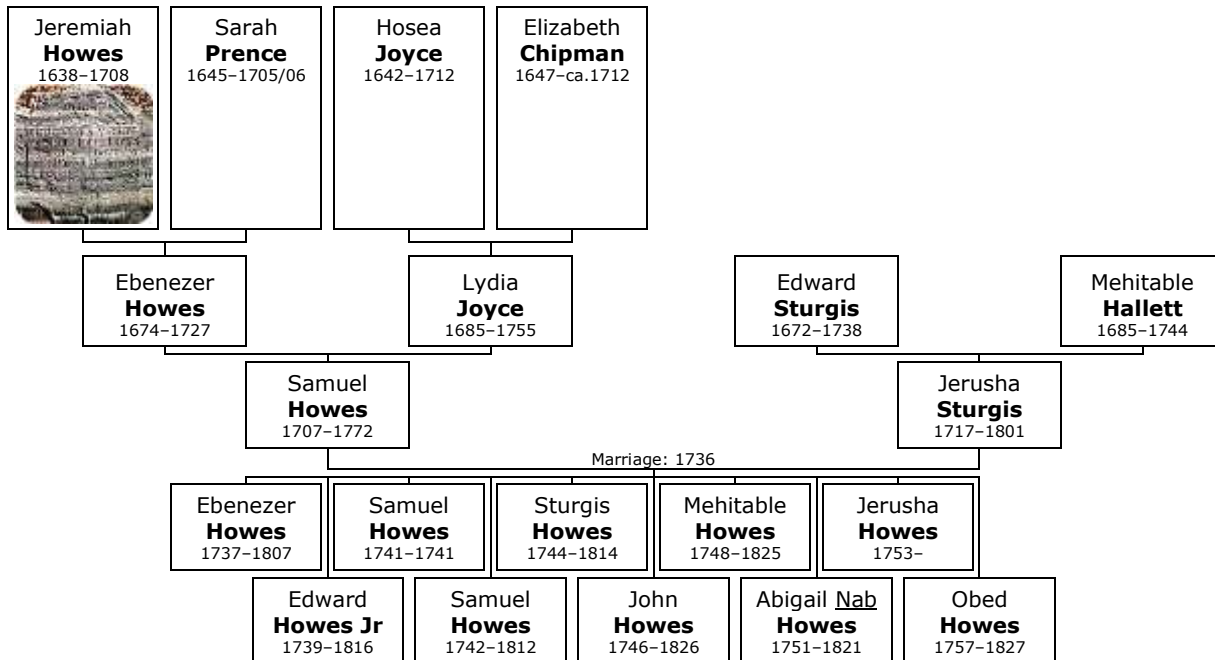 Jeremiah
Howes
1638–1708
Sarah
Prence
1645–1705/06
Hosea
Joyce
1642–1712
Elizabeth
Chipman
1647–ca.1712
Ebenezer
Howes
1674–1727
Lydia
Joyce
1685–1755
Edward
Sturgis
1672–1738
Mehitable
Hallett
1685–1744
Samuel
Howes
1707–1772
Jerusha
Sturgis
1717–1801
Marriage: 1736
Ebenezer
Howes
1737–1807
Samuel
Howes
1741–1741
Sturgis
Howes
1744–1814
Mehitable
Howes
1748–1825
Jerusha
Howes
1753–
Edward
Howes Jr
1739–1816
Samuel
Howes
1742–1812
John
Howes
1746–1826
Abigail Nab
Howes
1751–1821
Obed
Howes
1757–1827